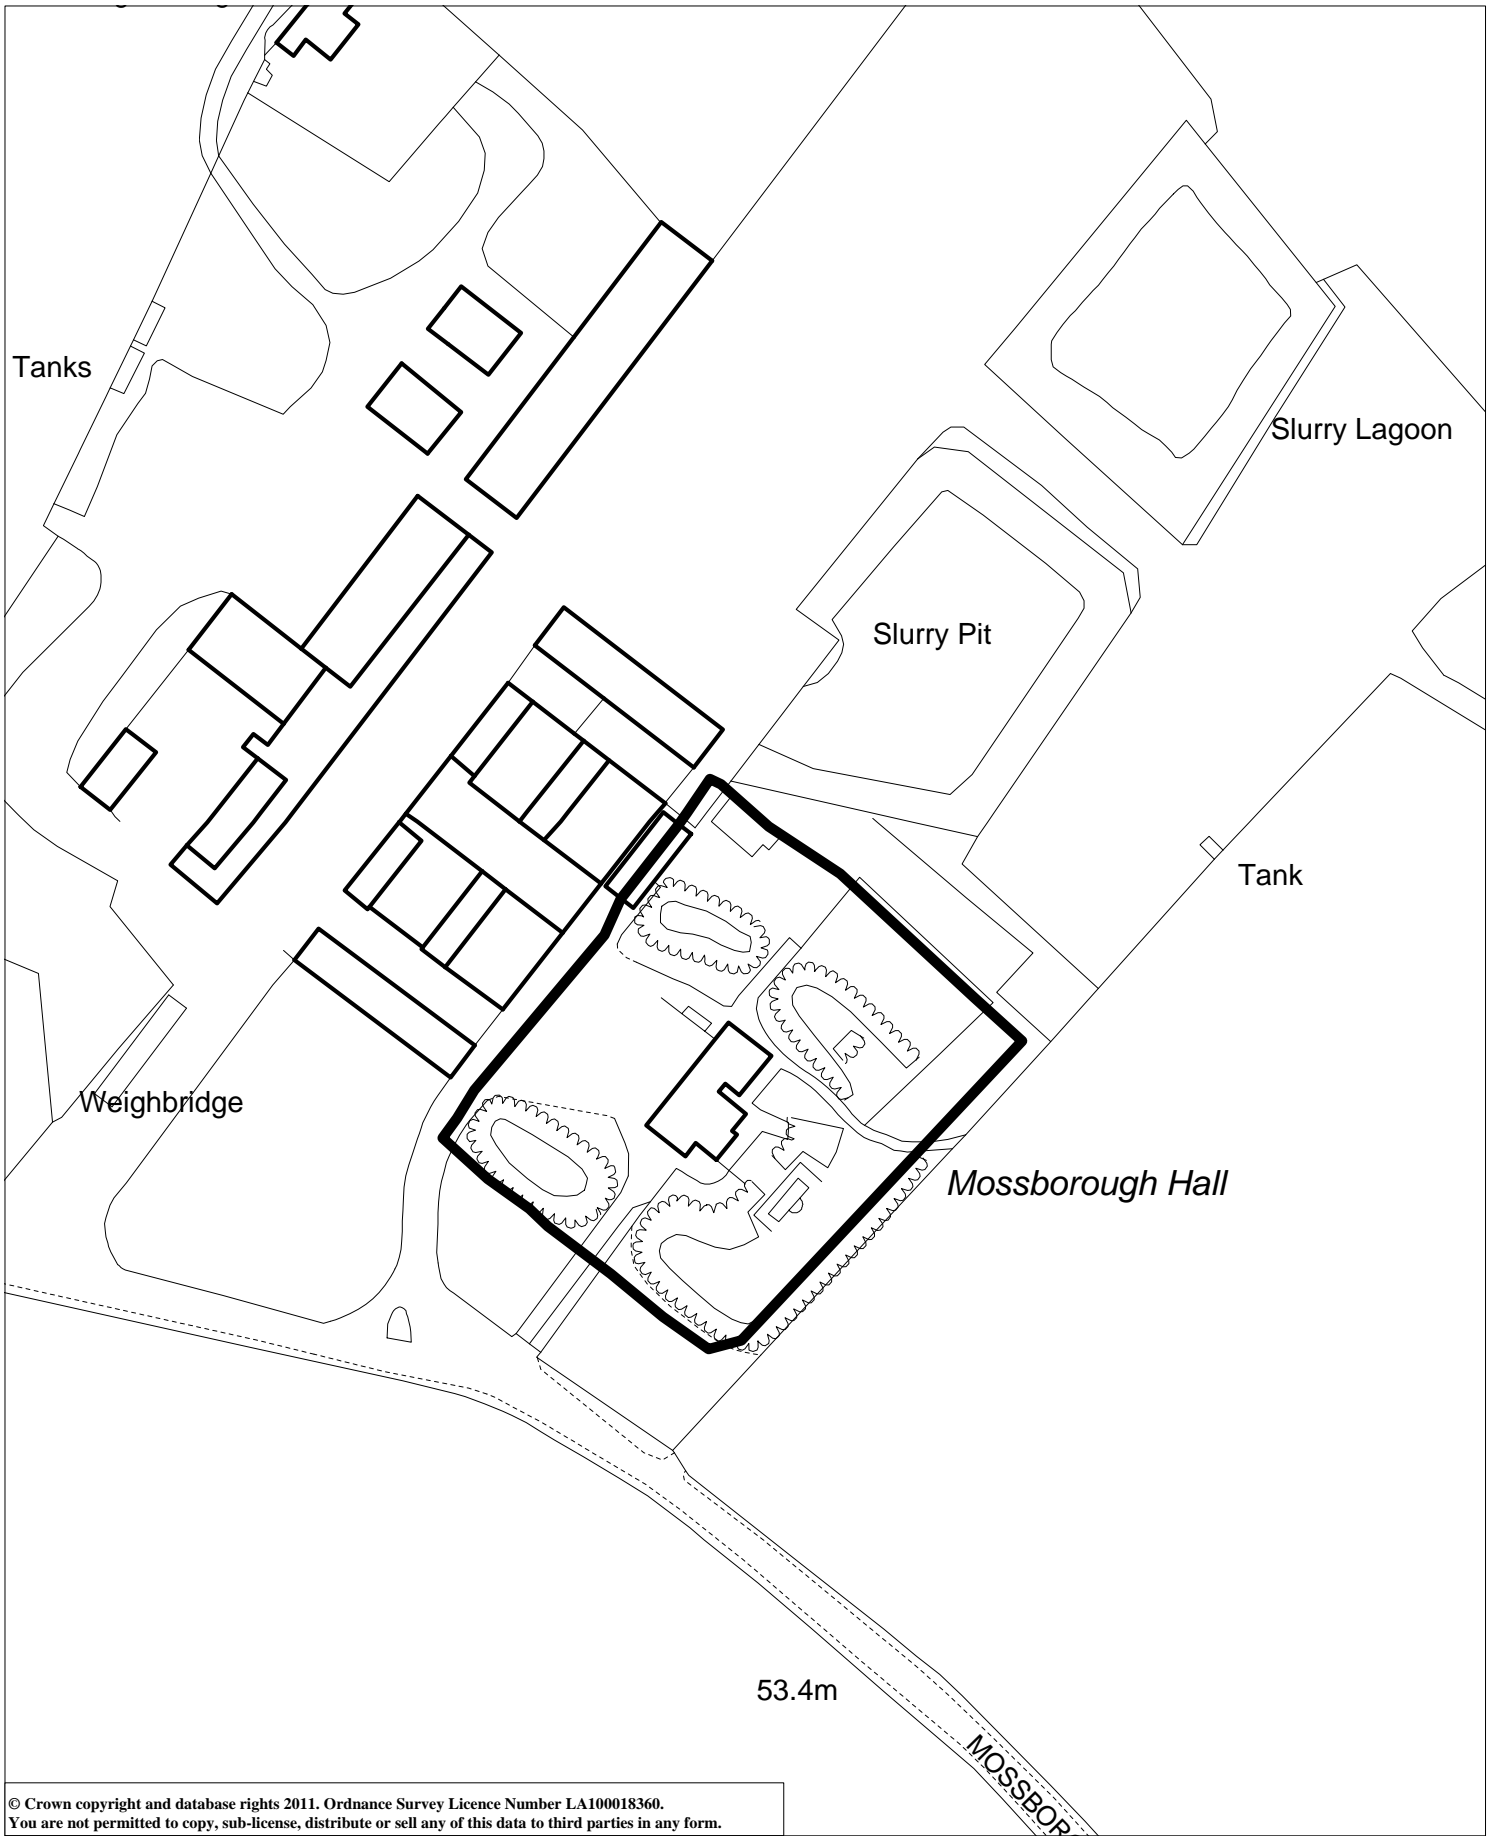 Tanks
Slurry Lagoon
Slurry Pit
Tank
Weighbridge
Mossborough Hall
53.4m
© Crown copyright and database rights 2011. Ordnance Survey Licence Number LA100018360.
You are not permitted to copy, sub-license, distribute or sell any of this data to third parties in any form.